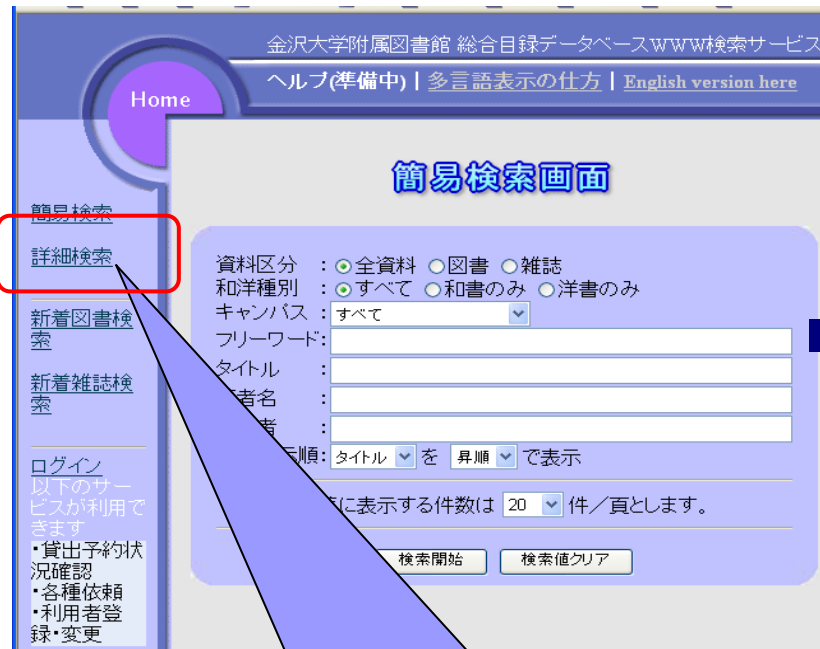 金沢大学附属図書館 総合目録データベースWWW検索サービス
ヘルプ(準備中) | 多言語表示の仕方 | English version here
Home
簡易検索画面
簡易検索
詳細検索
新着図書検
索
新着雑誌検
索
ログイン
以下のサー
ビスが利用で
きます
・貸出予約状
況確認
・各種依頼
・利用者登
録・変更
資料区分 : 全資料 図書 雑誌
和洋種別 : すべて 和書のみ 洋書のみ
キャンパス : すべて
フリーワード:
タイトル :
者名 :
者 :
順: タイトル を 昇順 で表示
に表示する件数は 20 件／頁とします。
検索開始 検索値クリア